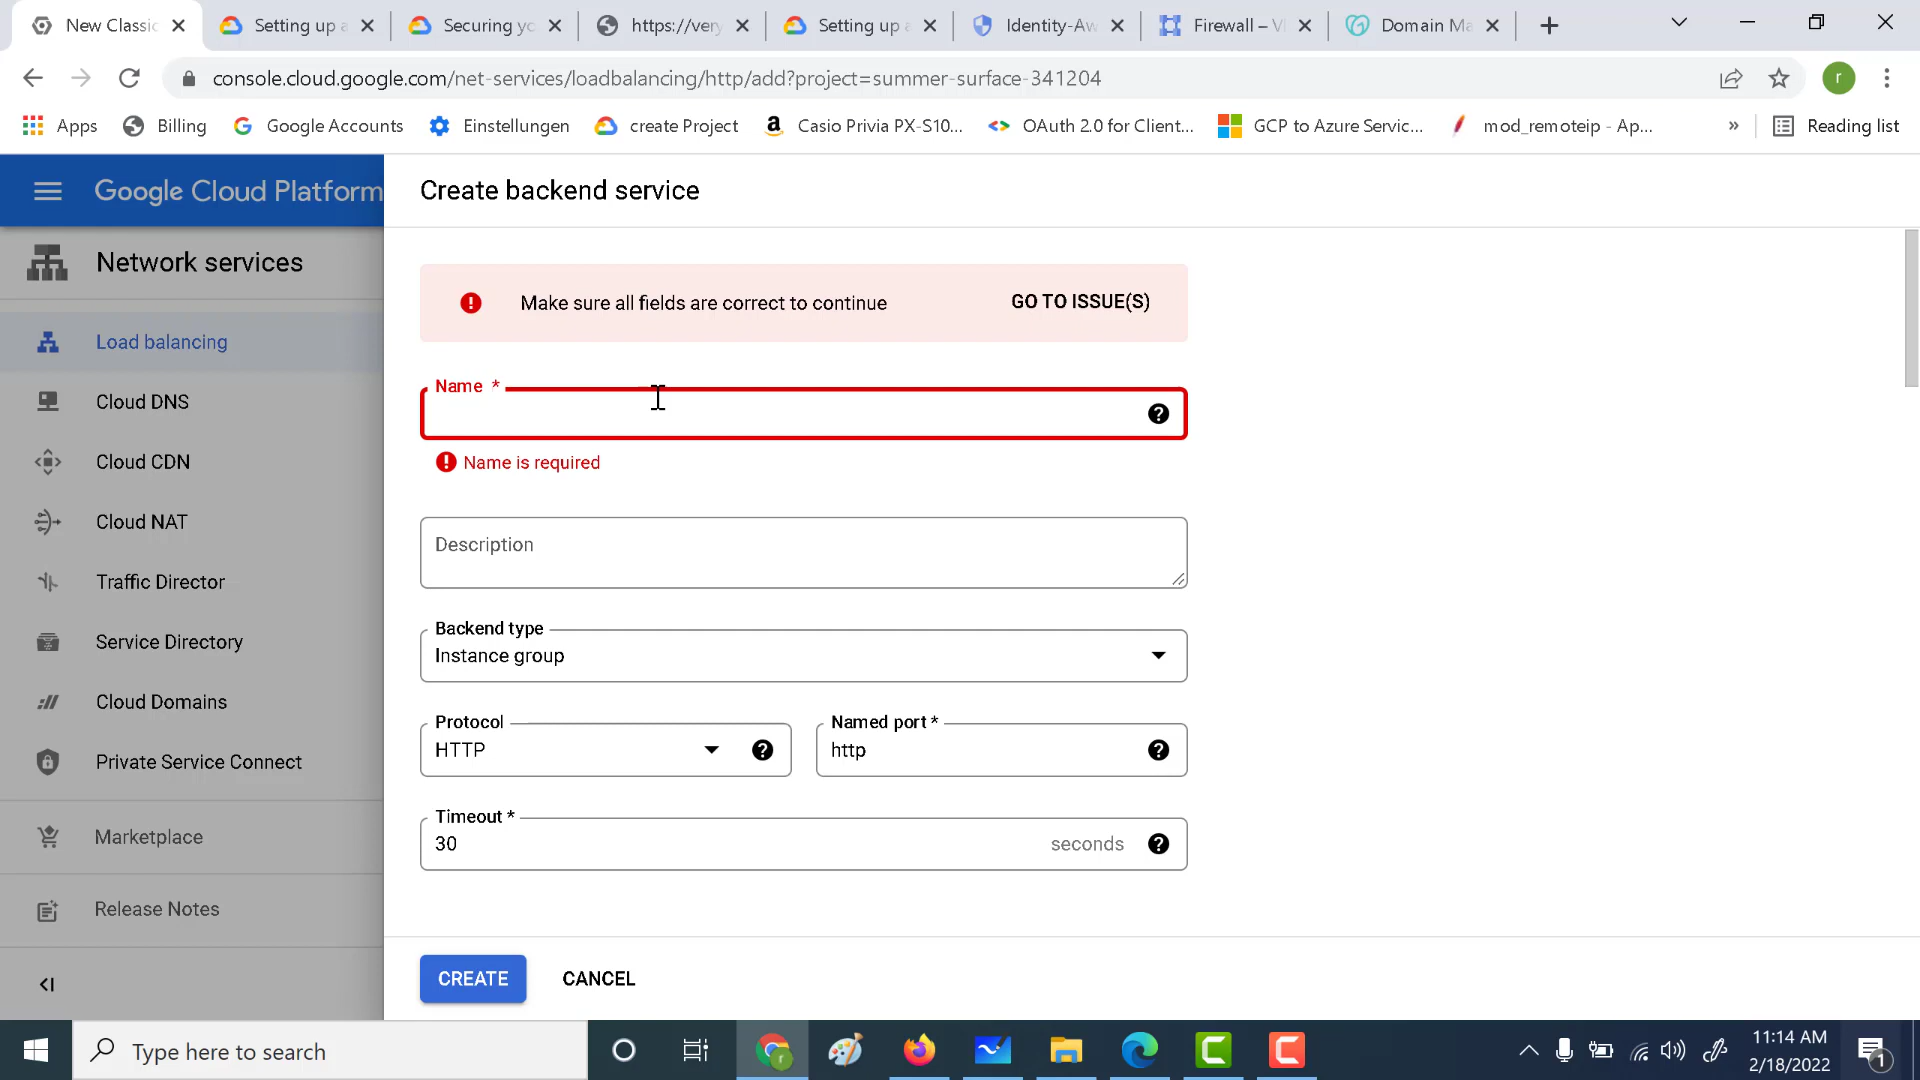 New Classic
Setting up a
Securing yo
https://very
Setting up a
Identity-Aw
Firewall – V
Domain Ma
console.cloud.google.com/net-services/loadbalancing/http/add?project=summer-surface-341204
r
Apps
Billing
Google Accounts
Einstellungen
create Project
Casio Privia PX-S10...
OAuth 2.0 for Client...
GCP to Azure Servic...
mod_remoteip - Ap...
»
Reading list
Google Cloud Platform
Network services
Load balancing
Cloud DNS
Cloud CDN
Cloud NAT
Traffic Director
Service Directory
Cloud Domains
Private Service Connect
Marketplace
Release Notes
Create backend service
Make sure all fields are correct to continue
GO TO ISSUE(S)
Name *
Name is required
Description
Backend type
Instance group
Protocol
HTTP
Named port *
http
Timeout *
30
seconds
CREATE
CANCEL
Type here to search
11:14 AM
2/18/2022
1